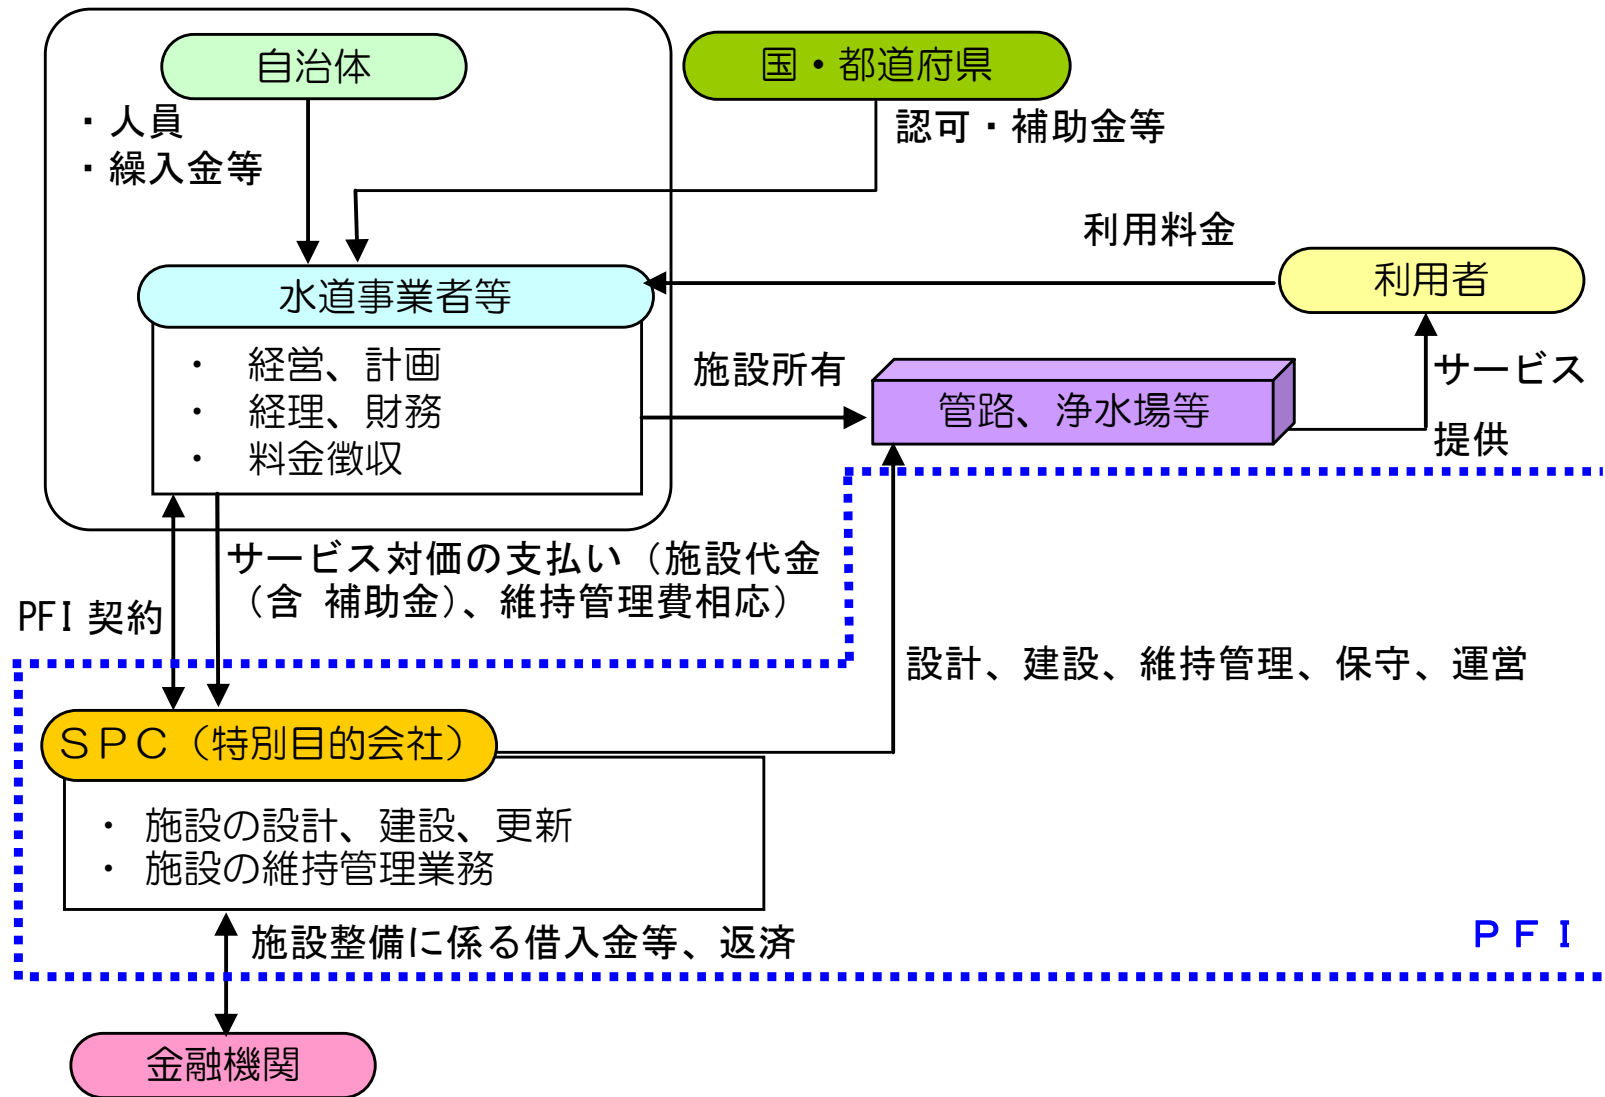 自治体
国・都道府県
・人員
・繰入金等
認可・補助金等
利用料金
利用者
水道事業者等
・ 経営、計画
・ 経理、財務
・ 料金徴収
施設所有
管路、浄水場等
サービス
提供
サービス対価の支払い（施設代金
（含 補助金）、維持管理費相応）
PFI 契約
設計、建設、維持管理、保守、運営
ＳＰＣ（特別目的会社）
・ 施設の設計、建設、更新
・ 施設の維持管理業務
施設整備に係る借入金等、返済
ＰＦＩ
金融機関